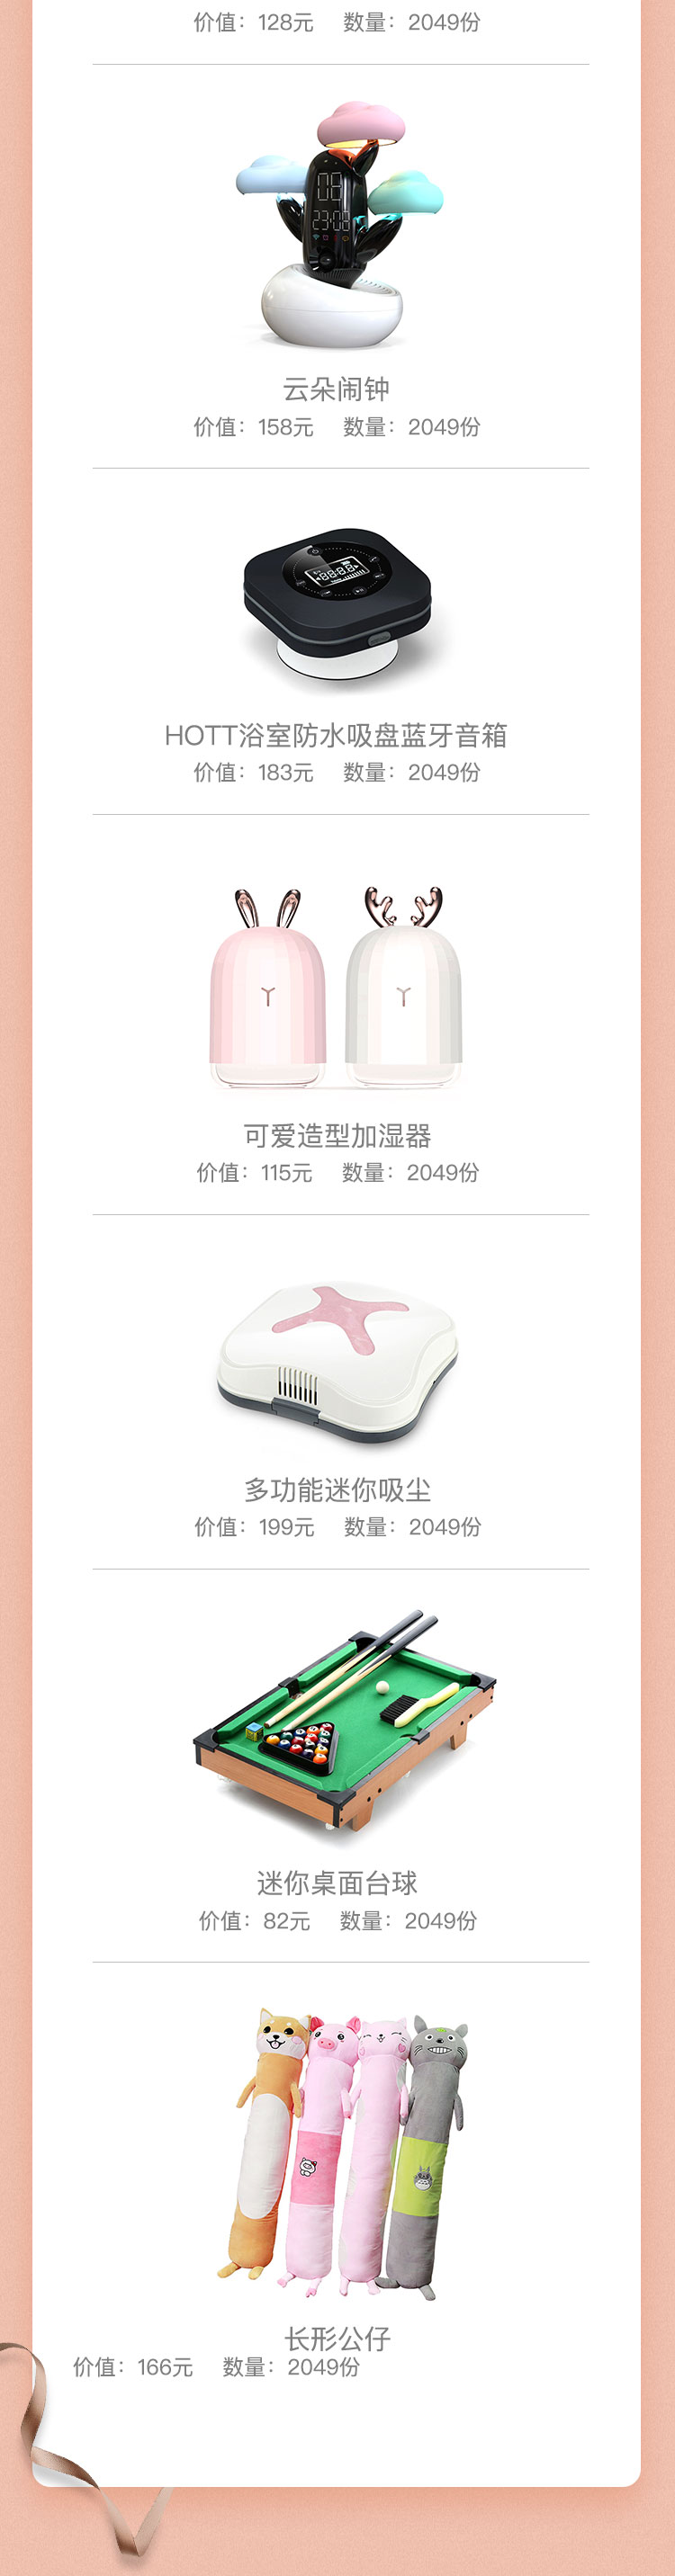 价值：128元 数量：2049份
08
23:08
云朵闹钟
价值：158元 数量：2049份
HOTT浴室防水吸盘蓝牙音箱
价值：183元 数量：2049份
可爱造型加湿器
价值：115元 数量：2049份
多功能迷你吸尘
价值：199元 数量：2049份
迷你桌面台球
价值：82元 数量：2049份
长形公仔
价值：166元 数量：2049份